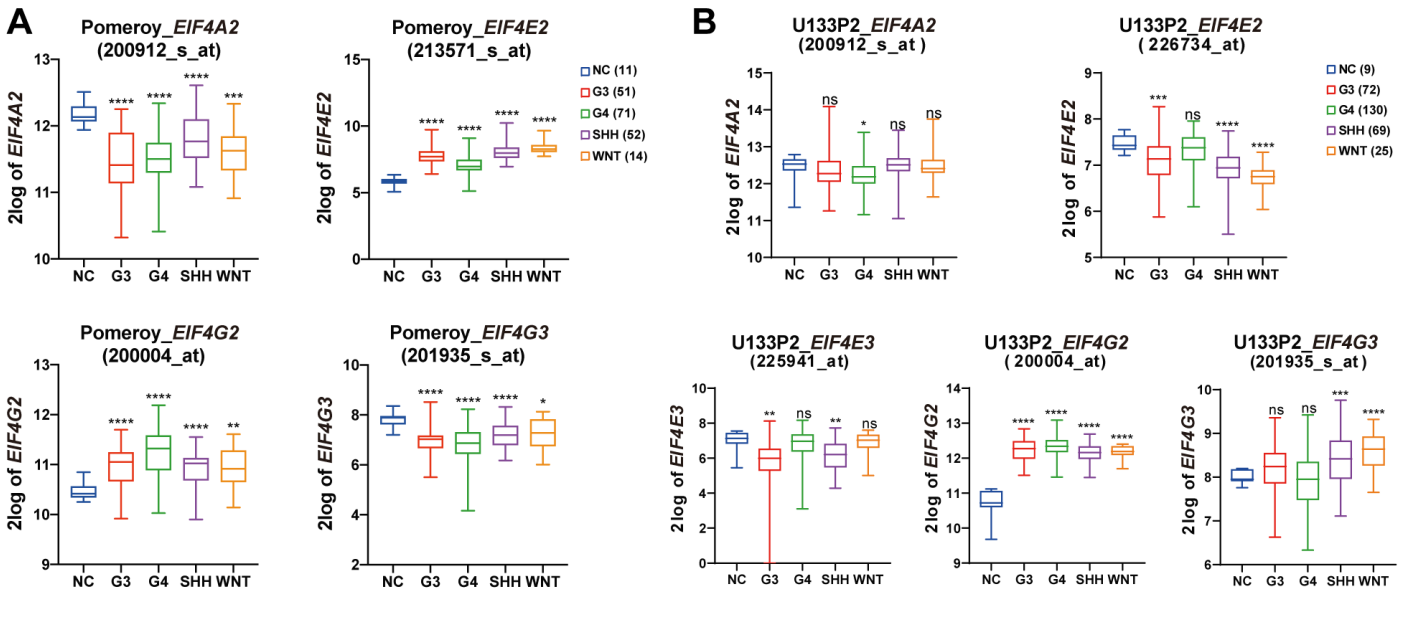 A
Pomeroy_EIF4A2
(200912_s_at)
2log of EIF4A2
13
12
11
10
****
****
****
***
NC
G3
G4
SHH
WNT
Pomeroy_EIF4E2
(213571_s_at)
2log of EIF4E2
15
10
5
0
****
****
****
****
NC
G3
G4
SHH
WNT
NC (11)
G3 (51)
G4 (71)
SHH (52)
WNT (14)
Pomeroy_EIF4G2
(200004_at)
2log of EIF4G2
13
12
11
10
9
****
****
****
**
NC
G3
G4
SHH
WNT
Pomeroy_EIF4G3
(201935_s_at)
2log of EIF4G3
10
8
6
4
2
****
****
****
*
NC
G3
G4
SHH
WNT
B
U133P2_EIF4A2
(200912_s_at )
2log of EIF4A2
15
14
13
12
11
10
ns
*
ns
ns
NC
G3
G4
SHH
WNT
U133P2_EIF4E2
( 226734_at)
2log of EIF4E2
9
8
7
6
5
***
ns
****
****
NC
G3
G4
SHH
WNT
NC (9)
G3 (72)
G4 (130)
SHH (69)
WNT (25)
U133P2_EIF4E3
(225941_at)
2log of EIF4E3
10
8
6
4
2
0
**
ns
**
ns
NC
G3
G4
SHH
WNT
U133P2_EIF4G2
( 200004_at)
2log of EIF4G2
14
13
12
11
10
9
****
****
****
****
NC
G3
G4
SHH
WNT
U133P2_EIF4G3
(201935_s_at )
2log of EIF4G3
10
9
8
7
6
ns
ns
***
****
NC
G3
G4
SHH
WNT